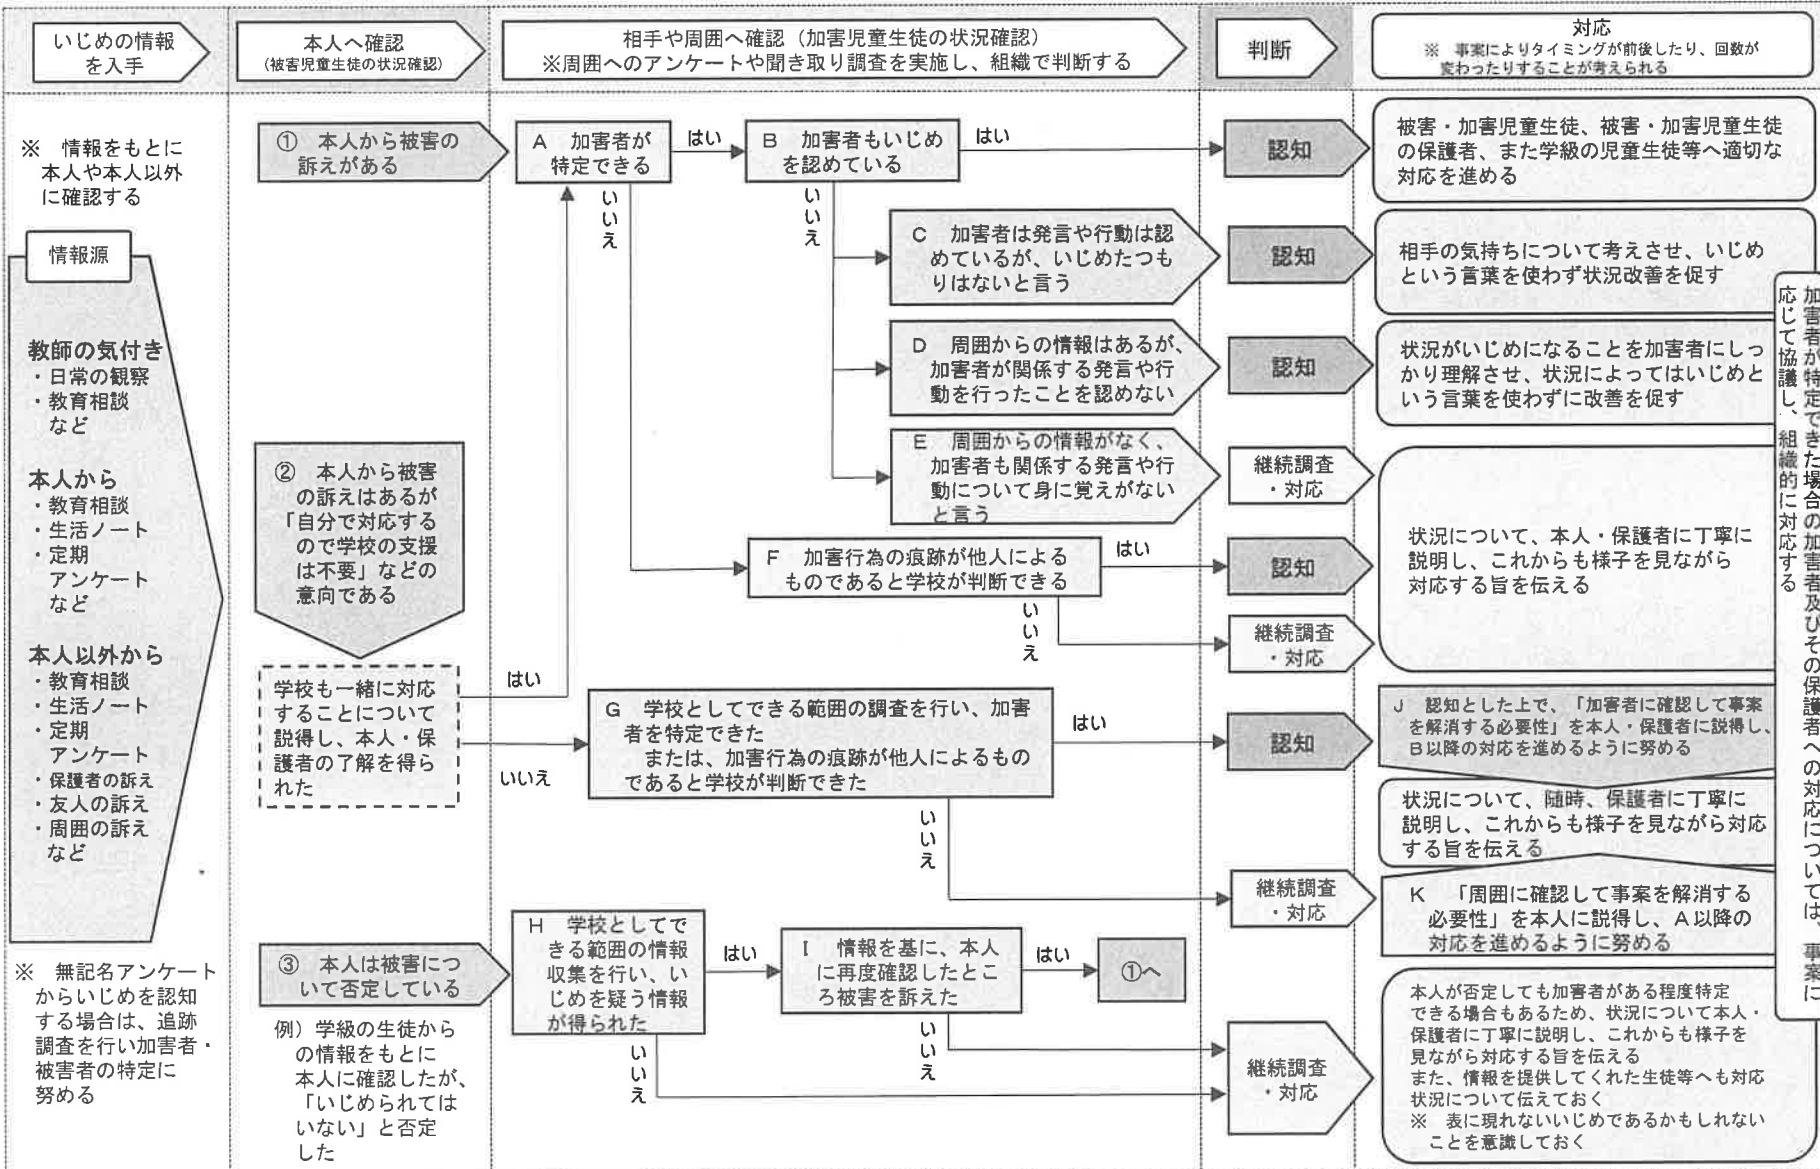 いじめの情報
を入手
本人へ確認
(被害児童生徒の状況確認)
相手や周囲へ確認(加害児童生徒の状況確認)
※周囲へのアンケートや聞き取り調査を実施し、組織で判断する
判断
対応
※ 事案によりタイミングが前後したり、回数が
変わったりすることが考えられる
※ 情報をもとに
本人や本人以外
に確認する
情報源
教師の気付き
・日常の観察
・教育相談
など
本人から
・教育相談
・生活ノート
・定期
アンケート
など
本人以外から
・教育相談
・生活ノート
・定期
アンケート
・保護者の訴え
・友人の訴え
・周囲の訴え
など
※ 無記名アンケート
からいじめを認知
する場合は、追跡
調査を行い加害者・
被害者の特定に
努める
① 本人から被害の
訴えがある
② 本人から被害
の訴えはあるが
「自分で対応する
ので学校の支援
は不要」などの
意向である
学校も一緒に対応
することについて
説得し、本人・保
護者の了解を得ら
れた
はい
いいえ
③ 本人は被害につ
いて否定している
例)学級の生徒から
の情報をもとに
本人に確認したが、
「いじめられては
いない」と否定
した
A 加害者が
特定できる
はい
いいえ
B 加害者もいじめ
を認めている
はい
いいえ
C 加害者は発言や行動は認
めているが、いじめたつも
りはないと言う
D 周囲からの情報はあるが、
加害者が関係する発言や行
動を行ったことを認めない
E 周囲からの情報がなく、
加害者も関係する発言や行
動について身に覚えがない
と言う
F 加害行為の痕跡が他人による
ものであると学校が判断できる
はい
いいえ
G 学校としてできる範囲の調査を行い、加害
者を特定できた
または、加害行為の痕跡が他人によるもの
であると学校が判断できた
はい
いいえ
H 学校としてで
きる範囲の情報
収集を行い、い
じめを疑う情報
が得られた
はい
いいえ
I 情報を基に、本人
に再度確認したとこ
ろ被害を訴えた
はい
いいえ
①へ
認知
認知
認知
継続調査
・対応
認知
継続調査
・対応
認知
継続調査
・対応
継続調査
・対応
被害・加害児童生徒、被害・加害児童生徒
の保護者、また学級の児童生徒等へ適切な
対応を進める
相手の気持ちについて考えさせ、いじめ
という言葉を使わず状況改善を促す
状況がいじめになることを加害者にしっ
かり理解させ、状況によってはいじめと
いう言葉を使わずに改善を促す
状況について、本人・保護者に丁寧に
説明し、これからも様子を見ながら
対応する旨を伝える
J 認知とした上で、「加害者に確認して事案
を解消する必要性」を本人・保護者に説得し、
B以降の対応を進めるように努める
状況について、随時、保護者に丁寧に
説明し、これからも様子を見ながら対応
する旨を伝える
K 「周囲に確認して事案を解消する
必要性」を本人に説得し、A以降の
対応を進めるように努める
本人が否定しても加害者がある程度特定
できる場合もあるため、状況について本人・
保護者に丁寧に説明し、これからも様子を
見ながら対応する旨を伝える
また、情報を提供してくれた生徒等へも対応
状況について伝えておく
※ 表に現れないいじめであるかもしれない
ことを意識しておく
加害者が特定できた場合の加害者及びその保護者への対応については、事案に
応じて協議し、組織的に対応する